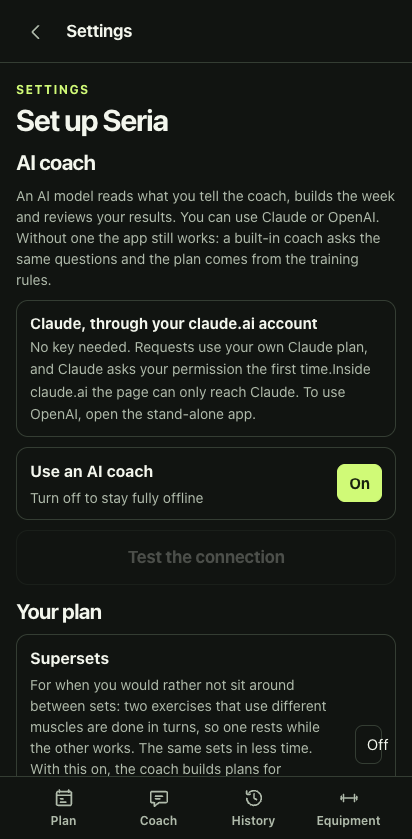 Settings
SETTINGS
Set up Seria
AI coach
An AI model reads what you tell the coach, builds the week
and reviews your results. You can use Claude or OpenAI.
Without one the app still works: a built-in coach asks the
same questions and the plan comes from the training
rules.
Claude, through your claude.ai account
No key needed. Requests use your own Claude plan,
and Claude asks your permission the first time.Inside
claude.ai the page can only reach Claude. To use
OpenAI, open the stand-alone app.
Use an AI coach
Turn off to stay fully offline
On
Test the connection
Your plan
Supersets
For when you would rather not sit around
between sets: two exercises that use different
muscles are done in turns, so one rests while
the other works. The same sets in less time.
With this on, the coach builds plans for
Off
Plan
Coach
History
Equipment